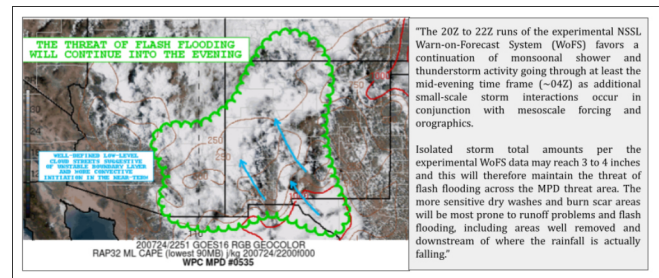 THE THREAT OF FLASH FLOODING
WILL CONTINUE INTO THE EVENING
WELL-DEFINED LOW-LEVEL
CLOUD STREETS SUGGESTIVE
OF UNSTABLE BOUNDARY LAYER
AND MORE CONVECTIVE
INITIATION IN THE NEAR-TERM
200724/2251 GOES16 RGB GEOCOLOR
RAP32 ML CAPE (lowest 90MB) j/kg 200724/2200f000
WPC MPD #0535
"The 20Z to 22Z runs of the experimental NSSL
Warn-on-Forecast System (WoFS) favors a
continuation of monsoonal shower and
thunderstorm activity going through at least the
mid-evening time frame (~04Z) as additional
small-scale storm interactions occur in
conjunction with mesoscale forcing and
orographics.
Isolated storm total amounts per the
experimental WoFS data may reach 3 to 4 inches
and this will therefore maintain the threat of
flash flooding across the MPD threat area. The
more sensitive dry washes and burn scar areas
will be most prone to runoff problems and flash
flooding, including areas well removed and
downstream of where the rainfall is actually
falling."